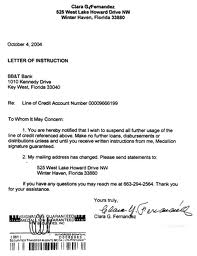 Clara G. Fernandez
525 West Lake Howard Drive NW
Winter Haven, Florida 33880
October 4, 2004
LETTER OF INSTRUCTION
BB&T Bank
1010 Kennedy Drive
Key West, Florida 33040
Re: Line of Credit Account Number 00009666199
To Whom It May Concern:
1. You are hereby notified that I wish to suspend all further usage of the
line of credit referenced above. Make no further loans, disbursements or
distributions unless and until you receive written instructions from me, Medallion
signature guaranteed.
2. My mailing address has changed. Please send statements to:
525 West Lake Howard Drive NW
Winter Haven, Florida 33880
If you have any questions you may reach me at 863-294-2564. Thank you
for your assistance.
Clara G. Fernandez
Clara G. Fernandez
SIGNATURE GUARANTEED
MEDALLION GUARANTEED